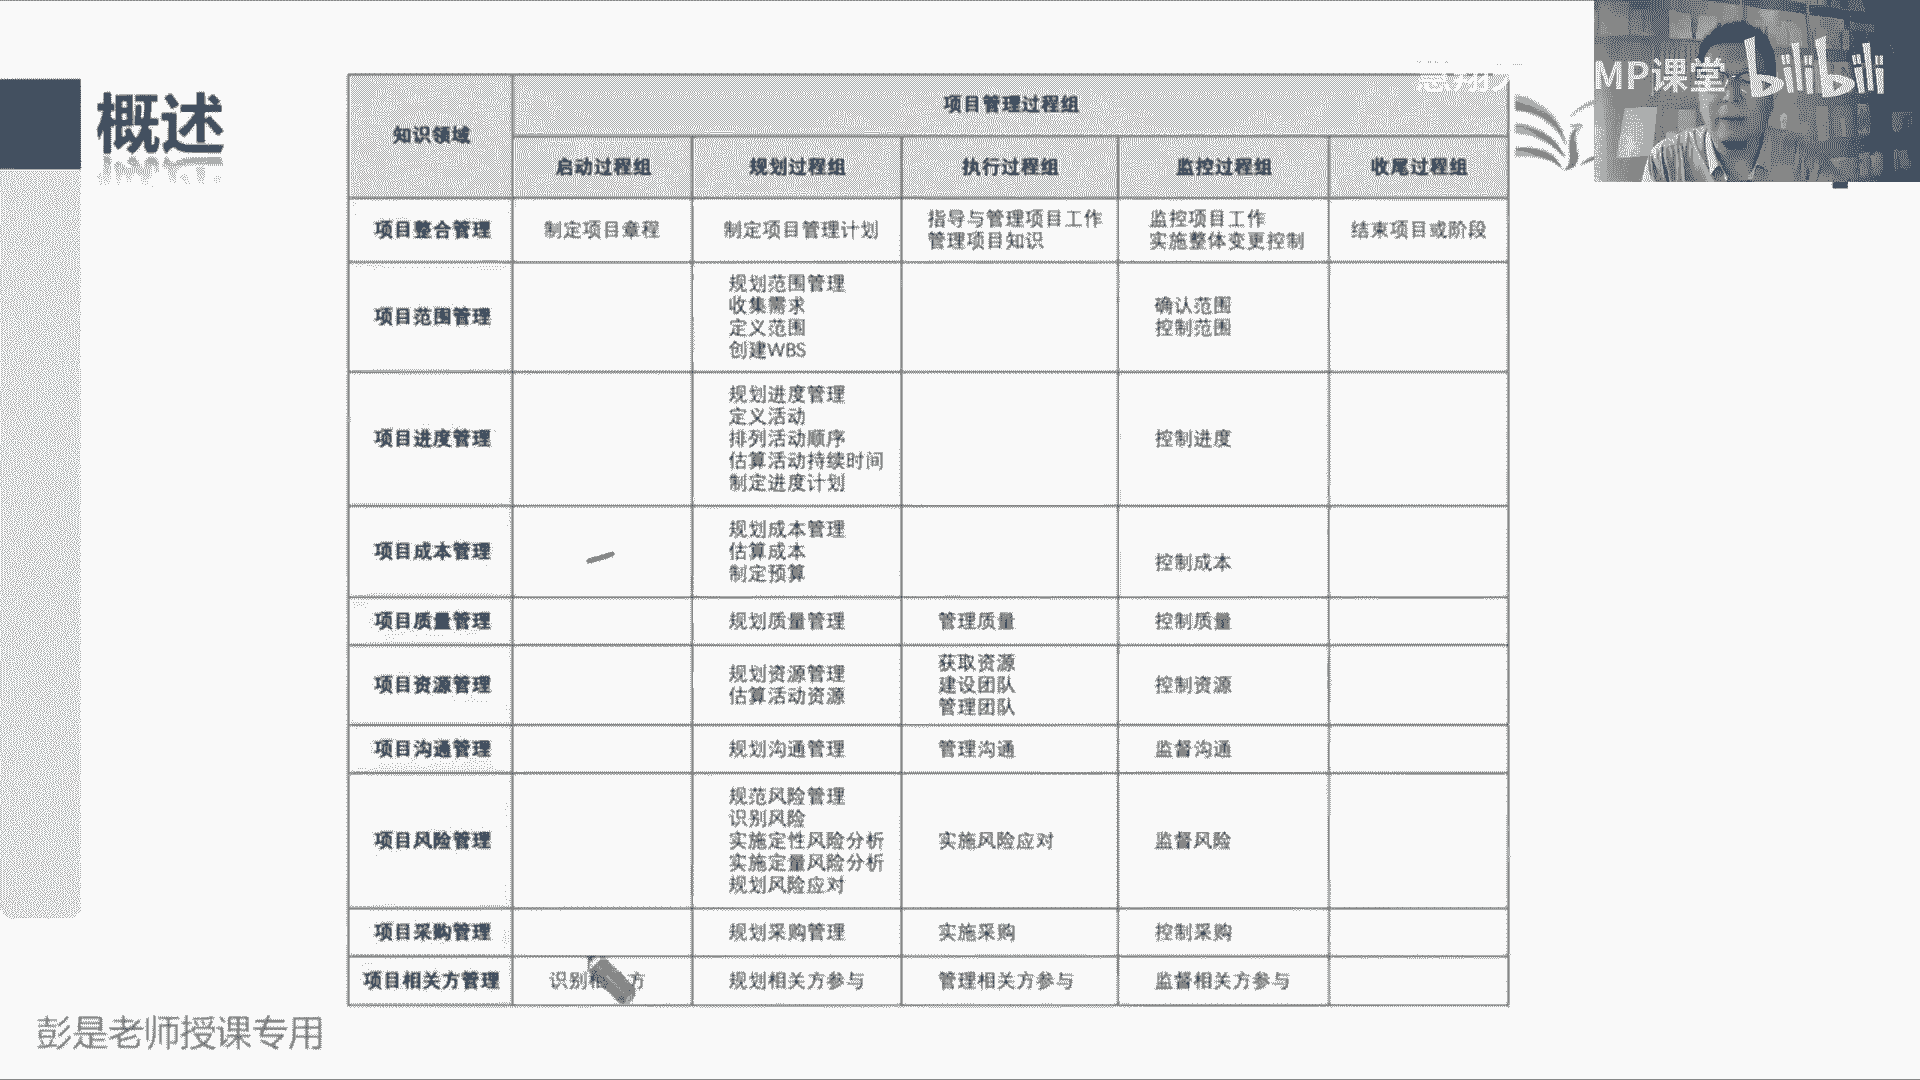 MP课堂 bilibili
概述
知识领域
项目管理过程组
启动过程组
规划过程组
执行过程组
监控过程组
收尾过程组
项目整合管理
制定项目章程
制定项目管理计划
指导与管理项目工作
管理项目知识
监控项目工作
实施整体变更控制
结束项目或阶段
项目范围管理
规划范围管理
收集需求
定义范围
创建WBS
确认范围
控制范围
项目进度管理
规划进度管理
定义活动
排列活动顺序
估算活动持续时间
制定进度计划
控制进度
项目成本管理
规划成本管理
估算成本
制定预算
控制成本
项目质量管理
规划质量管理
管理质量
控制质量
项目资源管理
规划资源管理
估算活动资源
获取资源
建设团队
管理团队
控制资源
项目沟通管理
规划沟通管理
管理沟通
监督沟通
项目风险管理
规范风险管理
识别风险
实施定性风险分析
实施定量风险分析
规划风险应对
实施风险应对
监督风险
项目采购管理
规划采购管理
实施采购
控制采购
项目相关方管理
识别相 方
规划相关方参与
管理相关方参与
监督相关方参与
彭是老师授课专用